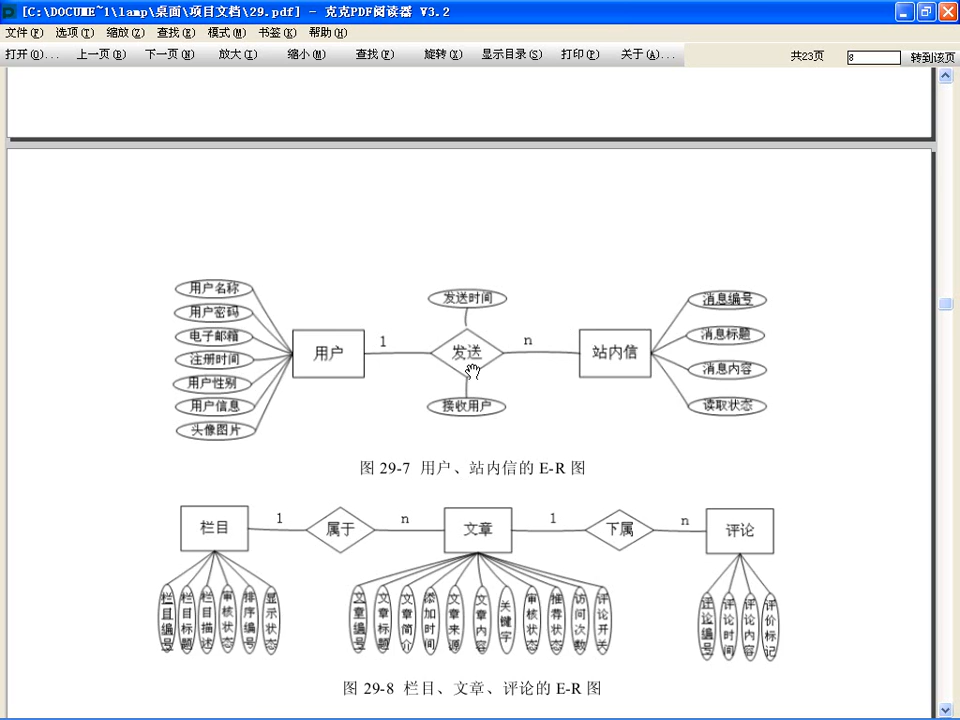 [C:\DOCUME~1\lamp\桌面\项目文档\29.pdf] - 克克PDF阅读器 V3.2
文件(F) 选项(T) 缩放(Z) 查找(R) 模式(M) 书签(K) 帮助(H)
打开(O)... 上一页(B) 下一页(N) 放大(I) 缩小(M) 查找(F) 旋转(X) 显示目录(S) 打印(P) 关于(A)... 共23页 8 转到该页
用户名称
用户密码
电子邮箱
注册时间
用户性别
用户信息
头像图片
用户
1
发送时间
发送
接收用户
n
站内信
消息编号
消息标题
消息内容
读取状态
图 29-7 用户、站内信的 E-R 图
栏目 1 属于 n 文章 1 下属 n 评论
栏目编号
栏目标题
栏目描述
审核状态
排序编号
显示状态
文章编号
文章标题
文章简介
添加时间
文章来源
文章内容
关键字
审核状态
推荐状态
访问次数
评论开关
评论编号
评论时间
评论内容
评价标记
图 29-8 栏目、文章、评论的 E-R 图